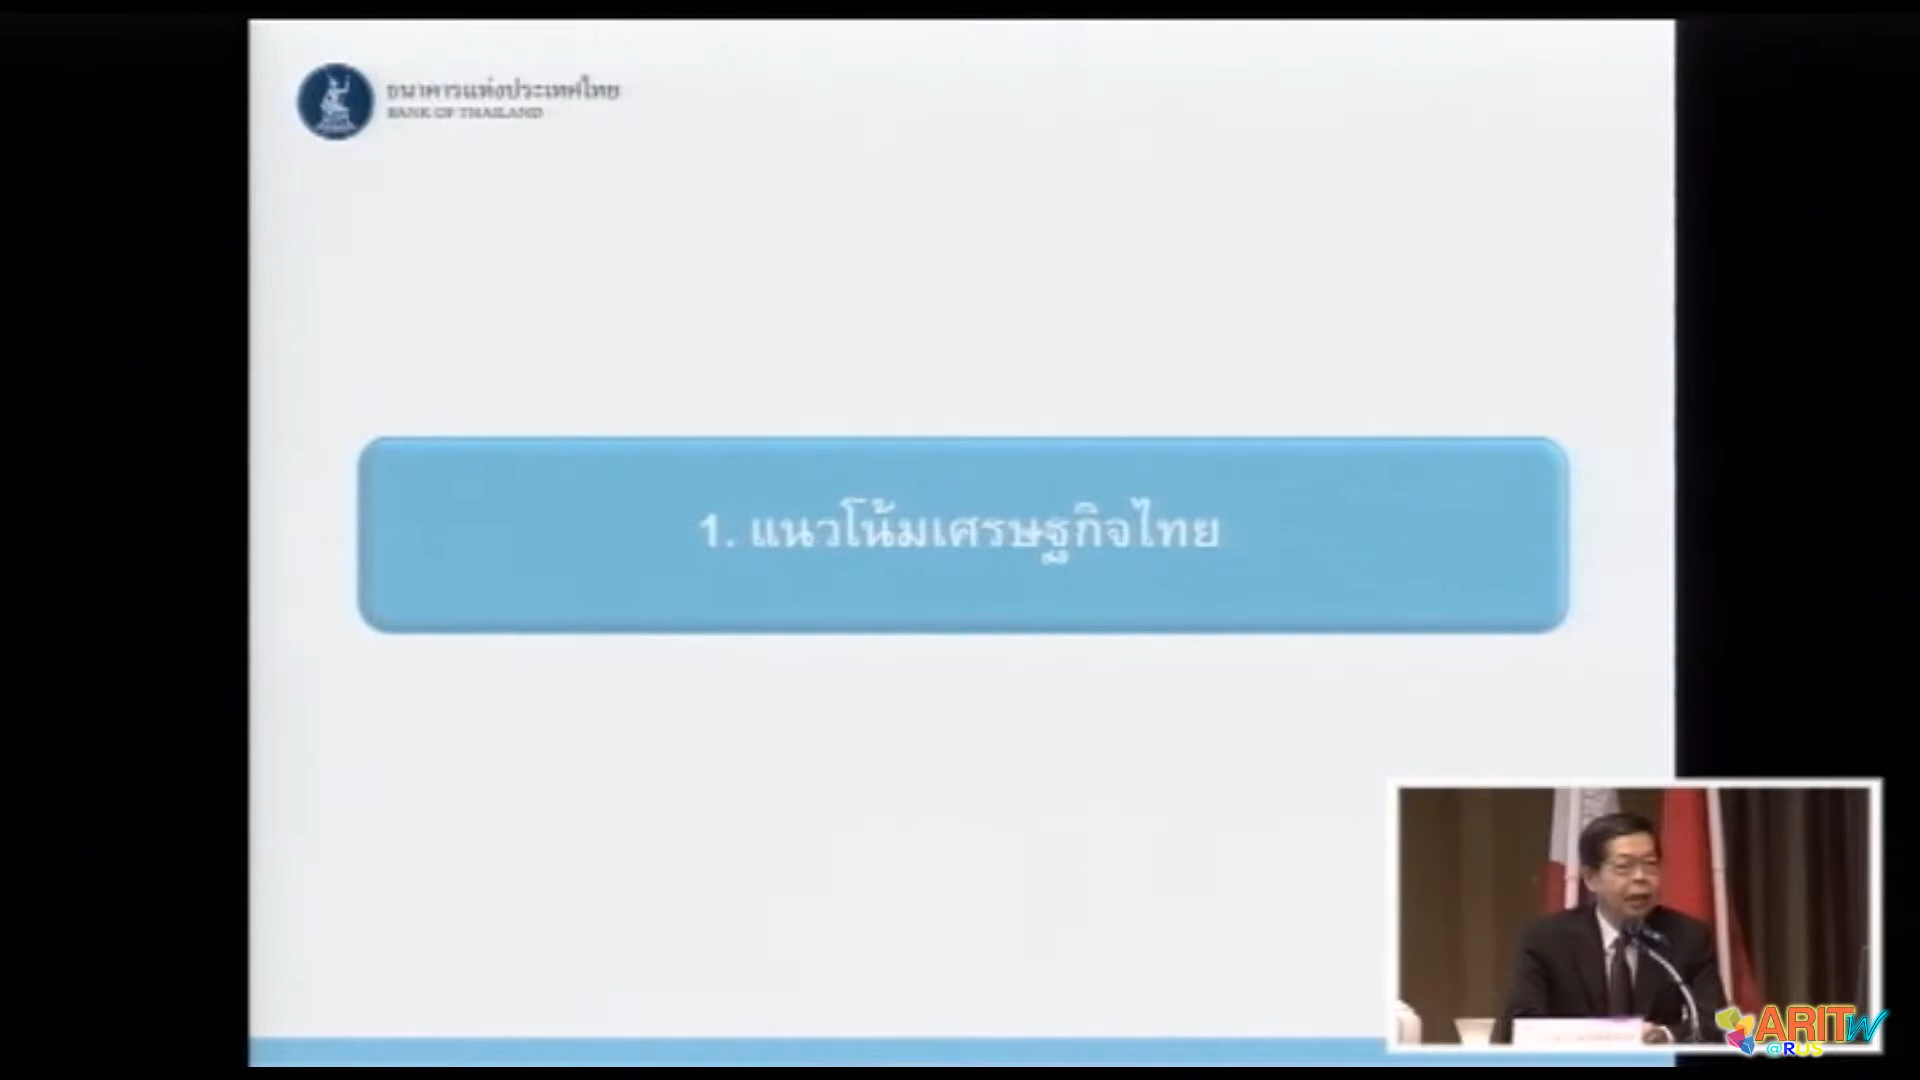 ธนาคารแห่งประเทศไทย
BANK OF THAILAND
1. แนวโน้มเศรษฐกิจไทย
ARITw
@RUS